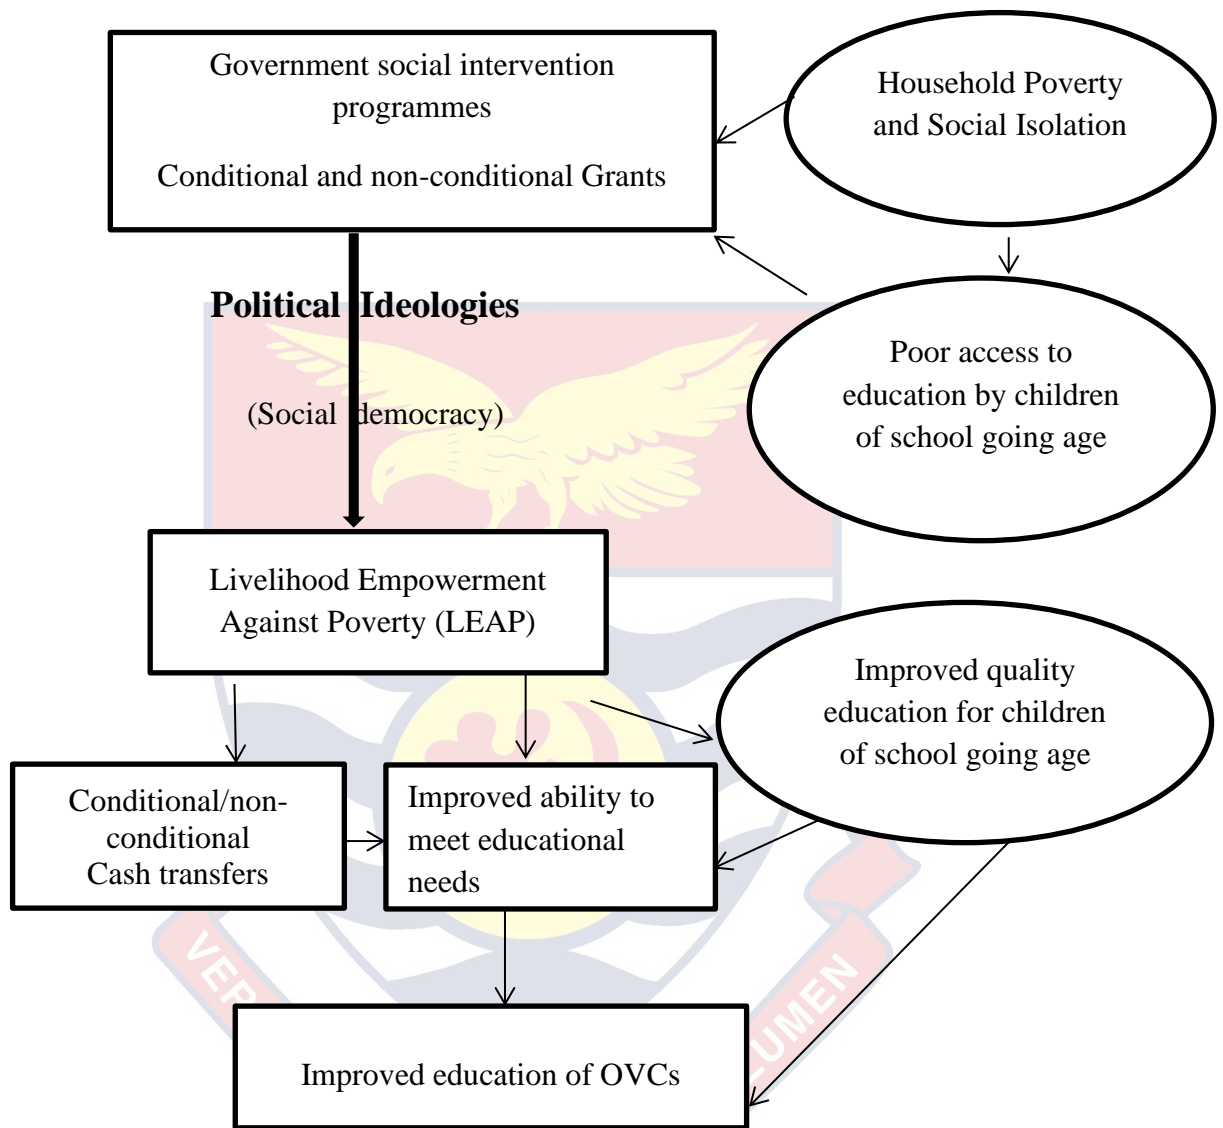 Government social intervention
programmes
Conditional and non-conditional Grants
Household Poverty
and Social Isolation
Political Ideologies
(Social democracy)
Poor access to
education by children
of school going age
Livelihood Empowerment
Against Poverty (LEAP)
Improved quality
education for children
of school going age
Conditional/non-
conditional
Cash transfers
Improved ability to
meet educational
needs
Improved education of OVCs
VER
LUMEN